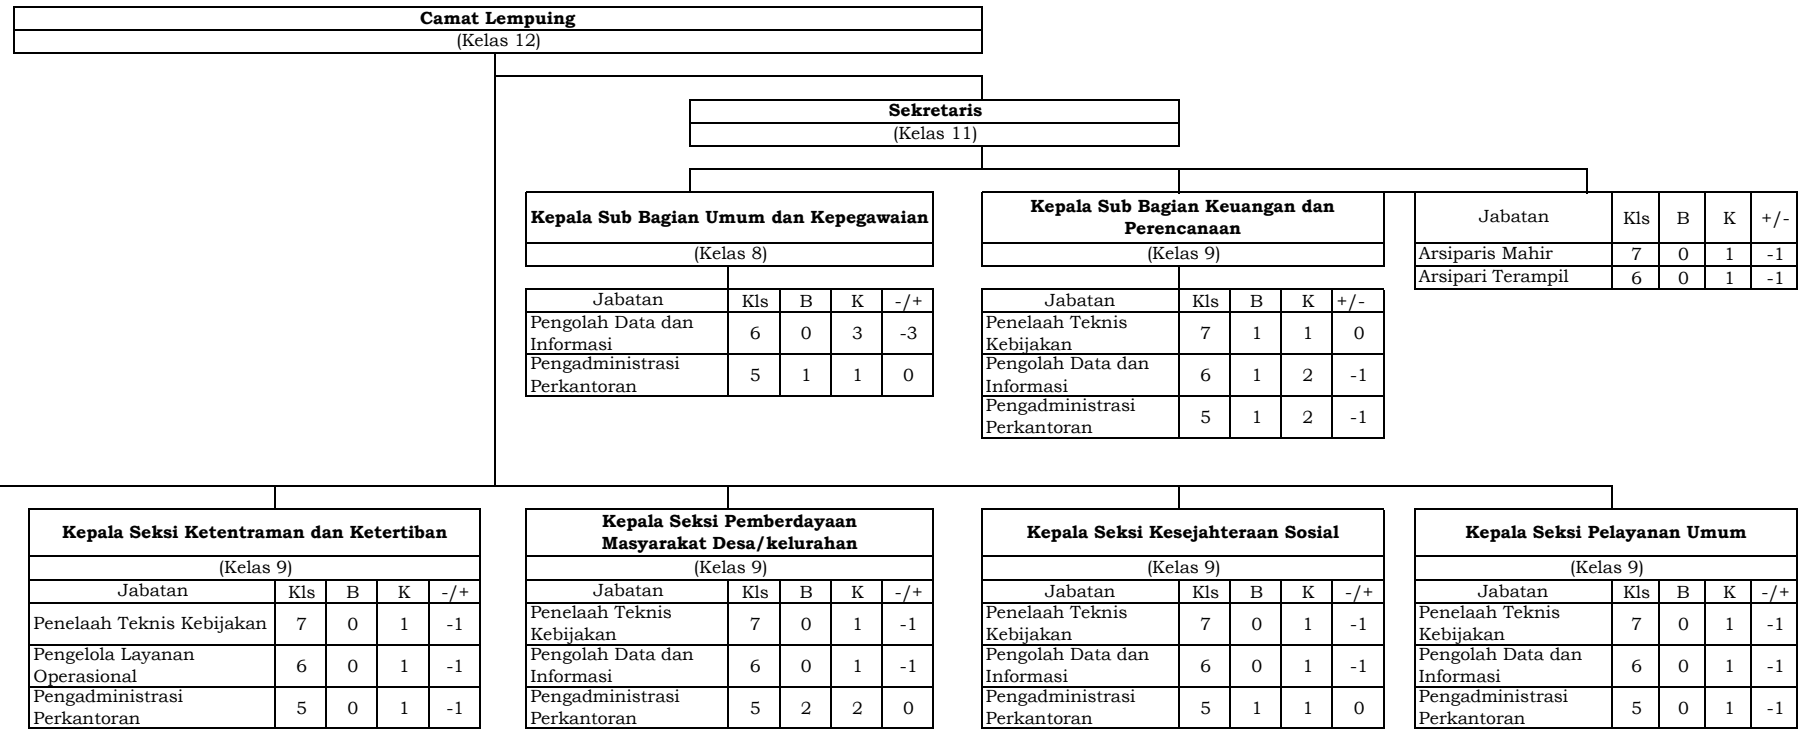 Camat Lempuing
(Kelas 12)
Sekretaris
(Kelas 11)
Kepala Sub Bagian Umum dan Kepegawaian
(Kelas 8)
Jabatan Kls B K -/+
Pengolah Data dan
Informasi 6 0 3 -3
Pengadministrasi
Perkantoran 5 1 1 0
Kepala Sub Bagian Keuangan dan
Perencanaan
(Kelas 9)
Jabatan Kls B K +/-
Penelaah Teknis
Kebijakan 7 1 1 0
Pengolah Data dan
Informasi 6 1 2 -1
Pengadministrasi
Perkantoran 5 1 2 -1
Jabatan Kls B K +/-
Arsiparis Mahir 7 0 1 -1
Arsipari Terampil 6 0 1 -1
Kepala Seksi Ketentraman dan Ketertiban
(Kelas 9)
Jabatan Kls B K -/+
Penelaah Teknis Kebijakan 7 0 1 -1
Pengelola Layanan
Operasional 6 0 1 -1
Pengadministrasi
Perkantoran 5 0 1 -1
Kepala Seksi Pemberdayaan
Masyarakat Desa/kelurahan
(Kelas 9)
Jabatan Kls B K -/+
Penelaah Teknis
Kebijakan 7 0 1 -1
Pengolah Data dan
Informasi 6 0 1 -1
Pengadministrasi
Perkantoran 5 2 2 0
Kepala Seksi Kesejahteraan Sosial
(Kelas 9)
Jabatan Kls B K -/+
Penelaah Teknis
Kebijakan 7 0 1 -1
Pengolah Data dan
Informasi 6 0 1 -1
Pengadministrasi
Perkantoran 5 1 1 0
Kepala Seksi Pelayanan Umum
(Kelas 9)
Jabatan Kls B K -/+
Penelaah Teknis
Kebijakan 7 0 1 -1
Pengolah Data dan
Informasi 6 0 1 -1
Pengadministrasi
Perkantoran 5 0 1 -1